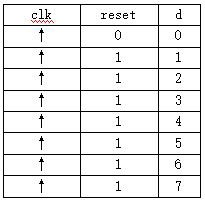 clk reset d
↑ 0 0
↑ 1 1
↑ 1 2
↑ 1 3
↑ 1 4
↑ 1 5
↑ 1 6
↑ 1 7